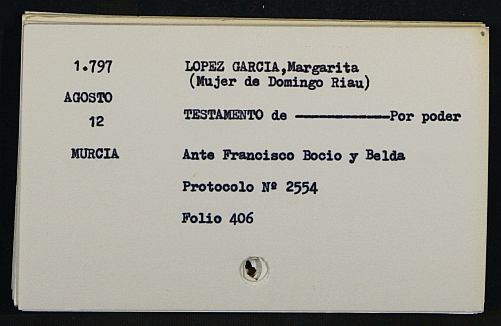 1.797 LOPEZ GARCIA,Margarita
(Mujer de Domingo Riau)
AGOSTO
12 TESTAMENTO de ----------Por poder
MURCIA Ante Francisco Bocio y Belda
Protocolo Nº 2554
Folio 406